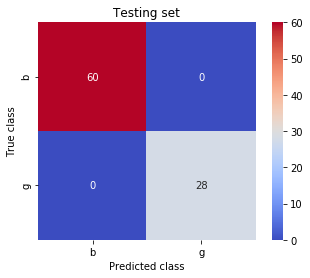 Testing set
True class
b
g
60
0
0
28
b
g
Predicted class
60
50
40
30
20
10
0